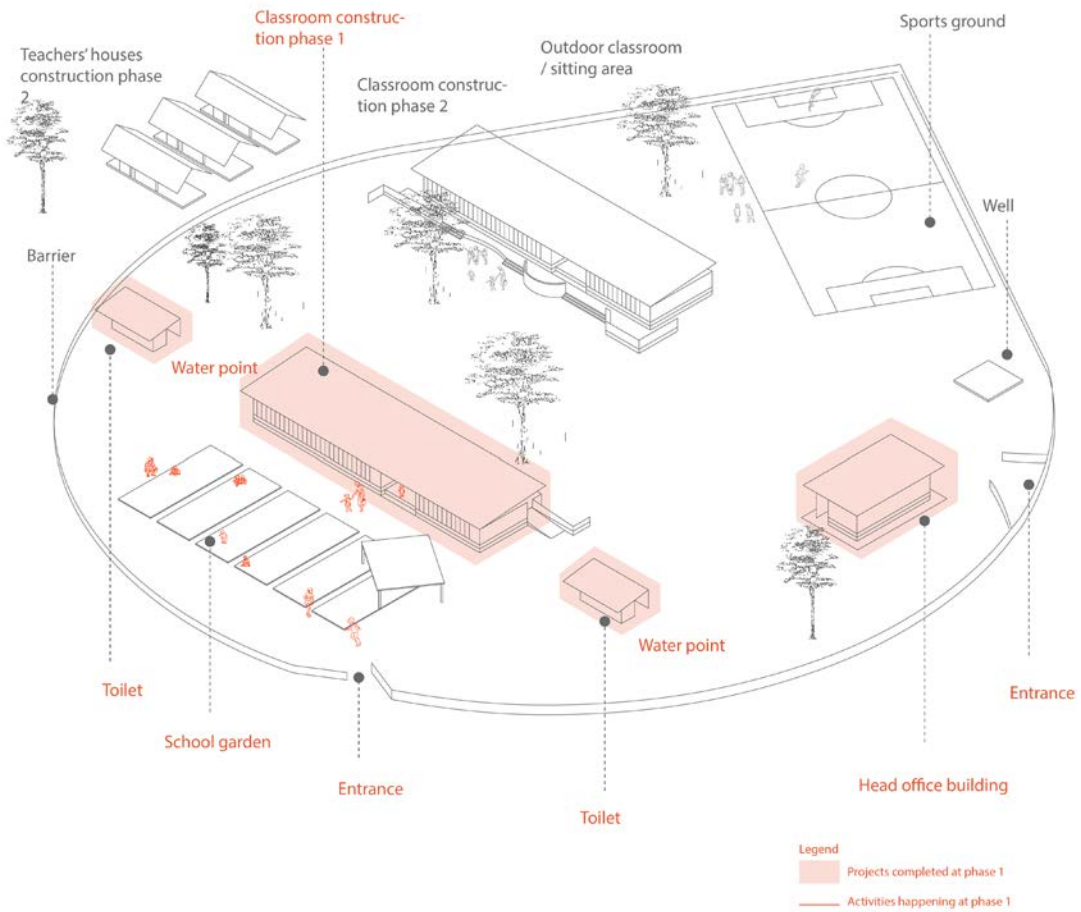 Classroom construc-
tion phase 1
Sports ground
Teachers' houses
construction phase
2
Outdoor classroom
/ sitting area
Classroom construc-
tion phase 2
Well
Barrier
Water point
Water point
Toilet
Entrance
School garden
Entrance
Head office building
Toilet
Legend
Projects completed at phase 1
Activities happening at phase 1